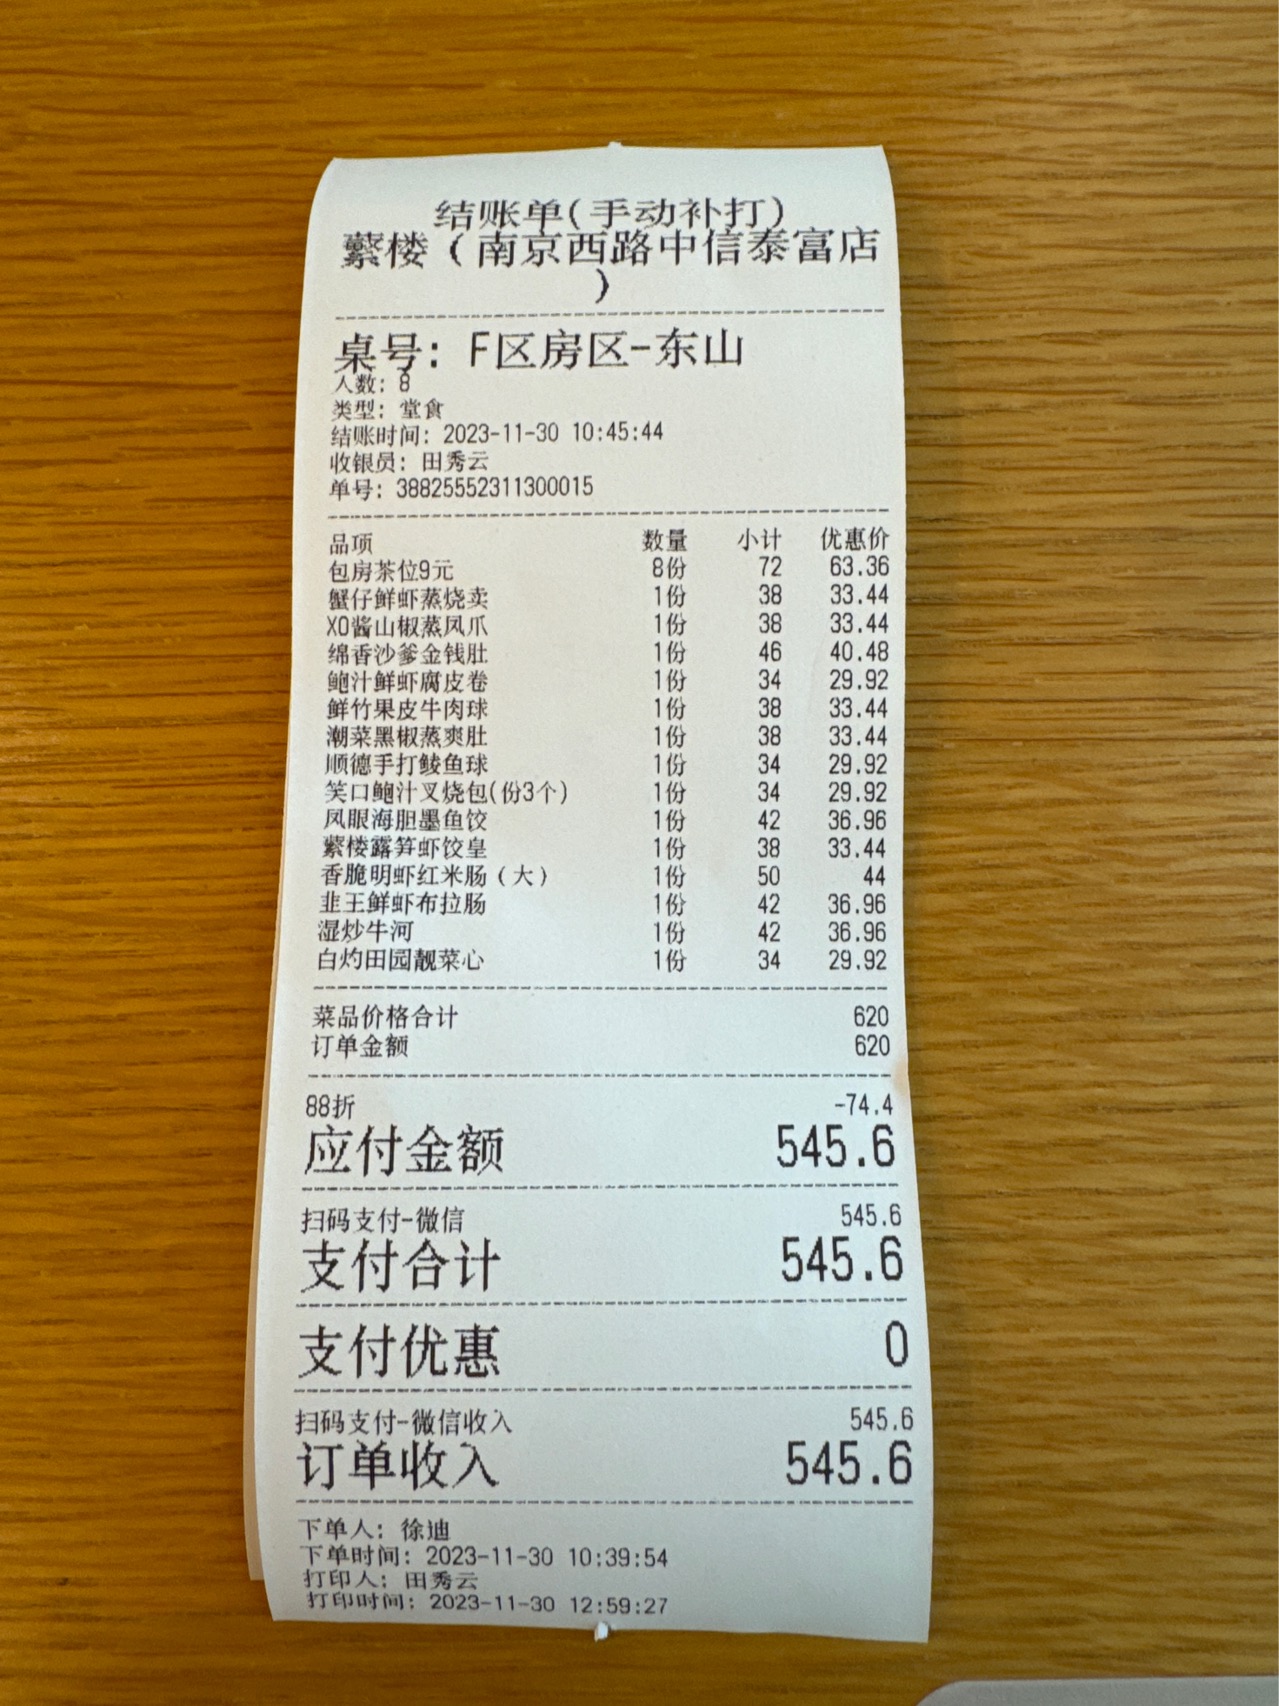 结账单(手动补打)
蘩楼（南京西路中信泰富店
）
桌号: F区房区-东山
人数: 8
类型: 堂食
结账时间: 2023-11-30 10:45:44
收银员: 田秀云
单号: 38825552311300015
品项 数量 小计 优惠价
包房茶位9元 8份 72 63.36
蟹仔鲜虾蒸烧卖 1份 38 33.44
XO酱山椒蒸凤爪 1份 38 33.44
绵香沙爹金钱肚 1份 46 40.48
鲍汁鲜虾腐皮卷 1份 34 29.92
鲜竹果皮牛肉球 1份 38 33.44
潮菜黑椒蒸爽肚 1份 38 33.44
顺德手打鲮鱼球 1份 34 29.92
笑口鲍汁叉烧包(份3个) 1份 34 29.92
凤眼海胆墨鱼饺 1份 42 36.96
蘩楼露笋虾饺皇 1份 38 33.44
香脆明虾红米肠（大） 1份 50 44
韭王鲜虾布拉肠 1份 42 36.96
湿炒牛河 1份 42 36.96
白灼田园靓菜心 1份 34 29.92
菜品价格合计 620
订单金额 620
88折 -74.4
应付金额 545.6
扫码支付-微信 545.6
支付合计 545.6
支付优惠 0
扫码支付-微信收入 545.6
订单收入 545.6
下单人: 徐迪
下单时间: 2023-11-30 10:39:54
打印人: 田秀云
打印时间: 2023-11-30 12:59:27